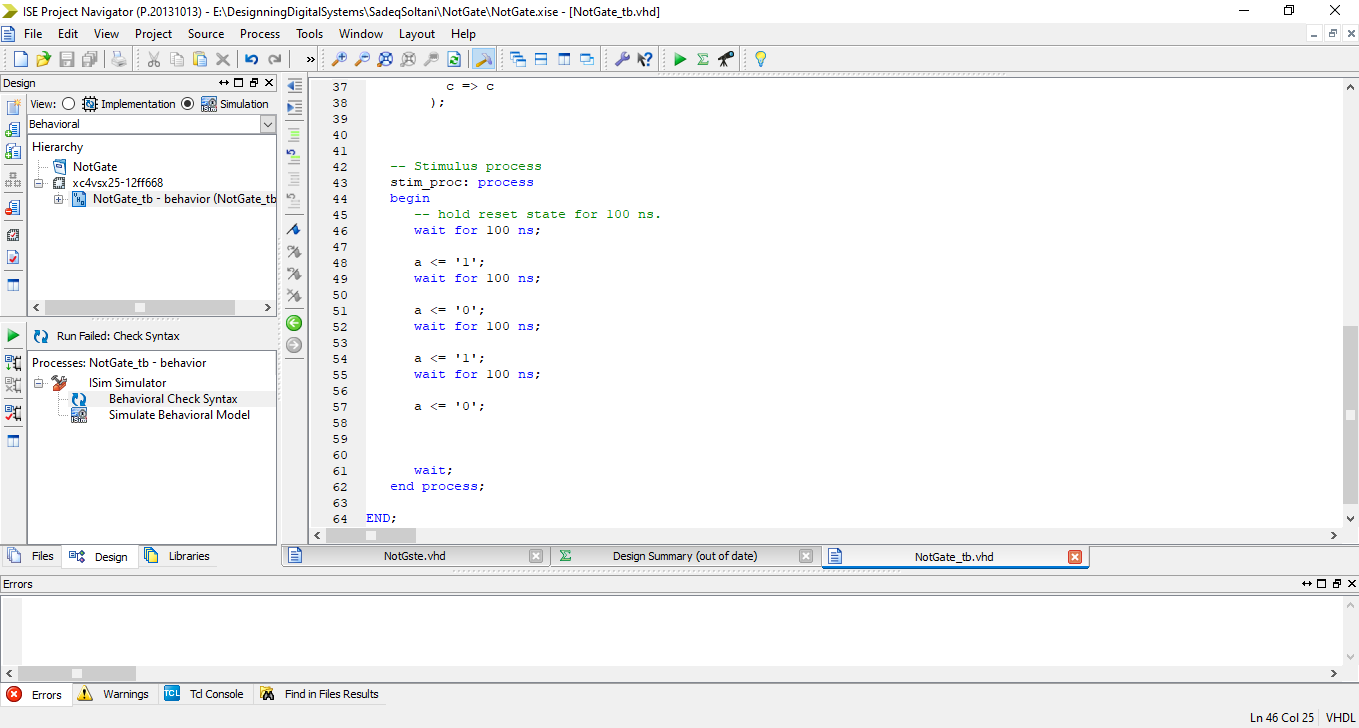 ISE Project Navigator (P.20131013) - E:\DesignningDigitalSystems\SadeqSoltani\NotGate\NotGate.xise - [NotGate_tb.vhd]
File Edit View Project Source Process Tools Window Layout Help
»
Design
View: Implementation Simulation
Behavioral
Hierarchy
NotGate
xc4vsx25-12ff668
NotGate_tb - behavior (NotGate_tb
Run Failed: Check Syntax
Processes: NotGate_tb - behavior
ISim Simulator
Behavioral Check Syntax
Simulate Behavioral Model
Files Design Libraries
37 c => c
38 );
39
40
41
42 -- Stimulus process
43 stim_proc: process
44 begin
45 -- hold reset state for 100 ns.
46 wait for 100 ns;
47
48 a <= '1';
49 wait for 100 ns;
50
51 a <= '0';
52 wait for 100 ns;
53
54 a <= '1';
55 wait for 100 ns;
56
57 a <= '0';
58
59
60
61 wait;
62 end process;
63
64 END;
NotGste.vhd Design Summary (out of date) NotGate_tb.vhd
Errors
Errors Warnings Tcl Console Find in Files Results
Ln 46 Col 25 VHDL